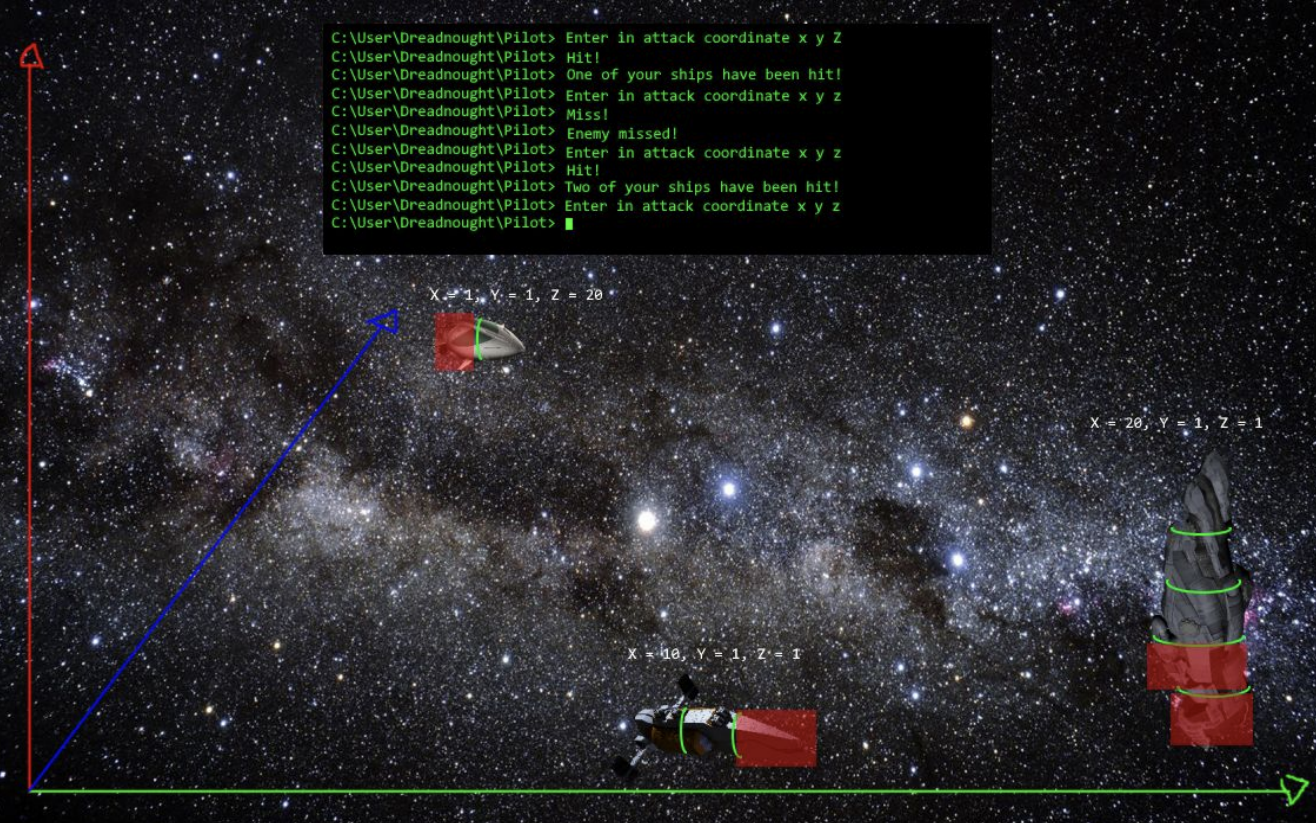 C:\User\Dreadnought\Pilot> Enter in attack coordinate x y Z
C:\User\Dreadnought\Pilot> Hit!
C:\User\Dreadnought\Pilot> One of your ships have been hit!
C:\User\Dreadnought\Pilot> Enter in attack coordinate x y z
C:\User\Dreadnought\Pilot> Miss!
C:\User\Dreadnought\Pilot> Enemy missed!
C:\User\Dreadnought\Pilot> Enter in attack coordinate x y z
C:\User\Dreadnought\Pilot> Hit!
C:\User\Dreadnought\Pilot> Two of your ships have been hit!
C:\User\Dreadnought\Pilot> Enter in attack coordinate x y z
C:\User\Dreadnought\Pilot>
X = 1, Y = 1, Z = 20
X = 20, Y = 1, Z = 1
X = 10, Y = 1, Z = 1